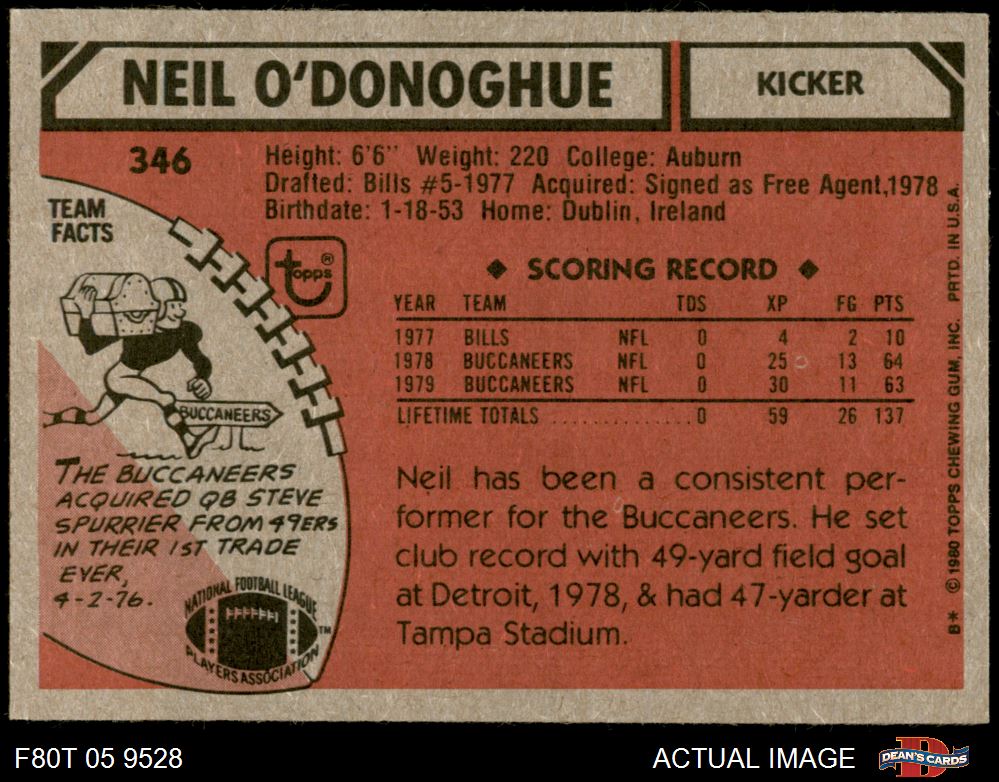 NEIL O'DONOGHUE
KICKER
346
Height: 6'6" Weight: 220 College: Auburn
Drafted: Bills #5-1977 Acquired: Signed as Free Agent,1978
Birthdate: 1-18-53 Home: Dublin, Ireland
TEAM
FACTS
BUCCANEERS
THE BUCCANEERS
ACQUIRED QB STEVE
SPURRIER FROM 49ERS
IN THEIR 1ST TRADE
EVER,
4-2-76.
NATIONAL FOOTBALL LEAGUE
PLAYERS ASSOCIATION
TM
topps ®
◆ SCORING RECORD ◆
YEAR TEAM TDS XP FG PTS
1977 BILLS NFL 0 4 2 10
1978 BUCCANEERS NFL 0 25 13 64
1979 BUCCANEERS NFL 0 30 11 63
LIFETIME TOTALS ............. 0 59 26 137
Neil has been a consistent per-
former for the Buccaneers. He set
club record with 49-yard field goal
at Detroit, 1978, & had 47-yarder at
Tampa Stadium.
B* © 1980 TOPPS CHEWING GUM, INC. PRTD. IN U.S.A.
F80T 05 9528
ACTUAL IMAGE
DEAN'S CARDS